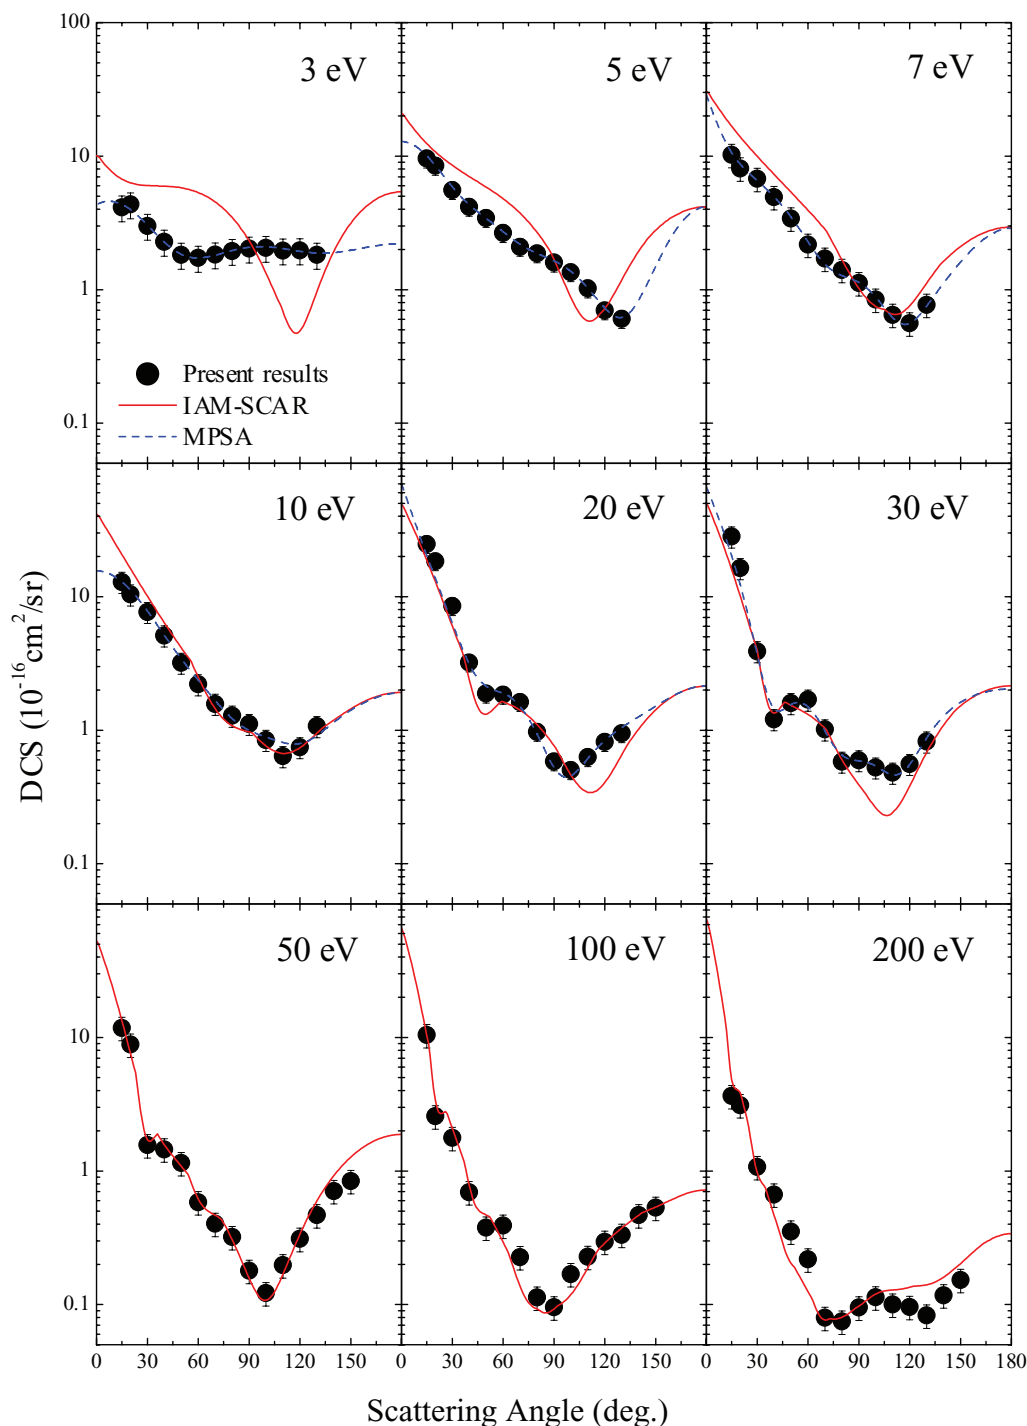 100
10
1
0.1
3 eV
5 eV
7 eV
Present results
IAM-SCAR
MPSA
DCS (10⁻¹⁶cm²/sr)
10
1
0.1
10 eV
20 eV
30 eV
10
1
0.1
50 eV
100 eV
200 eV
0 30 60 90 120 150 0 30 60 90 120 150 0 30 60 90 120 150 180
Scattering Angle (deg.)